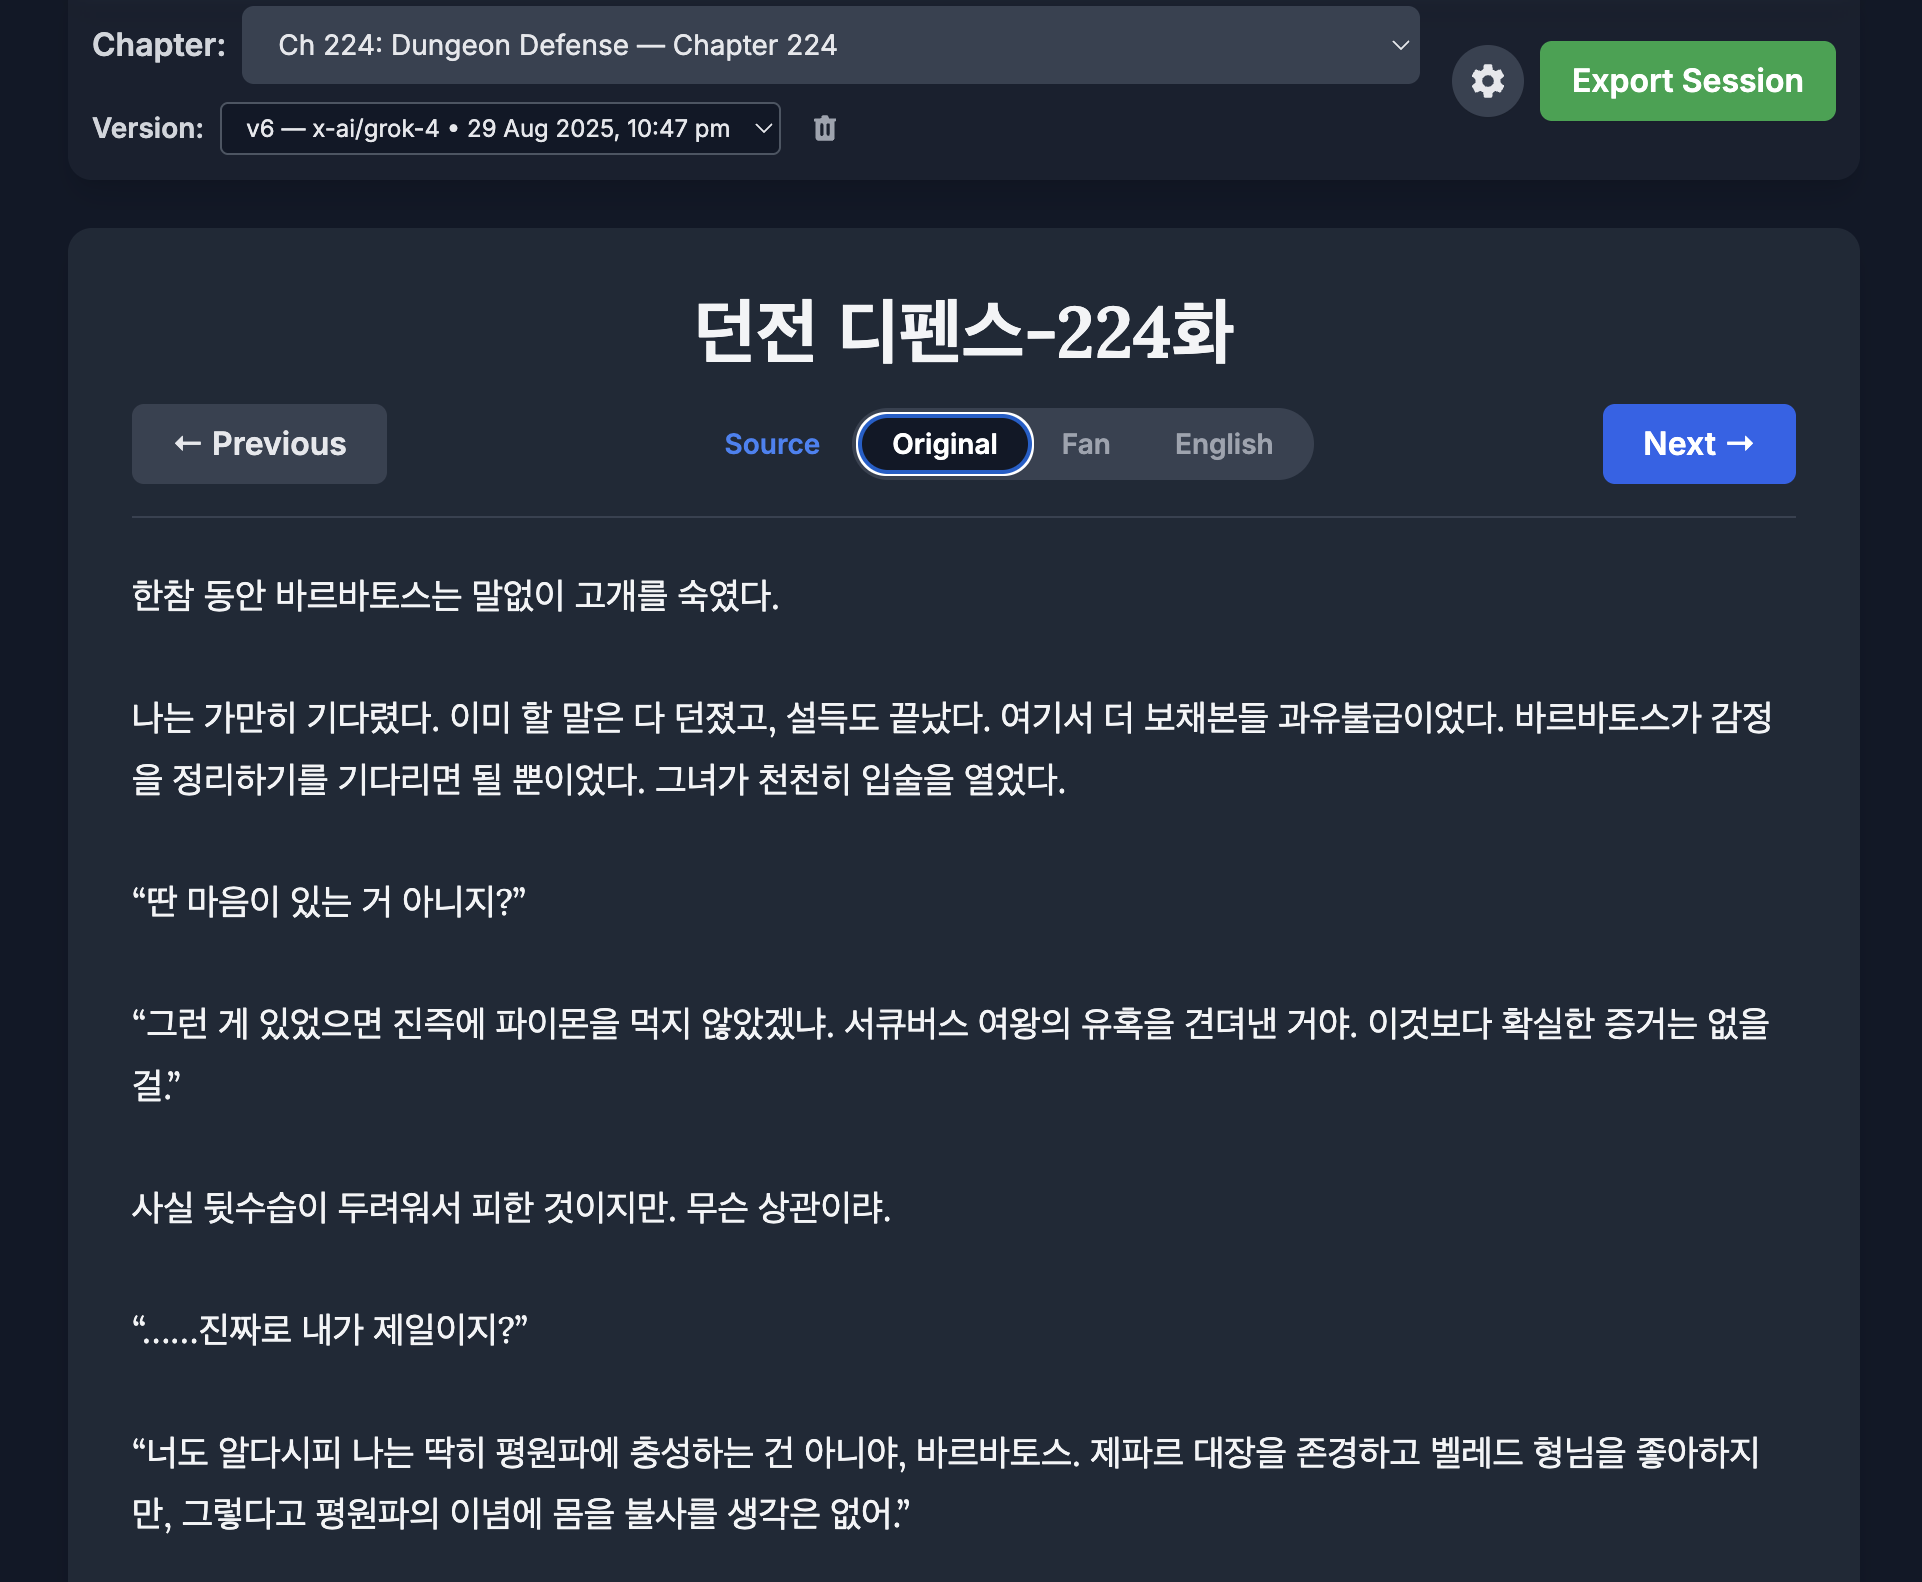 Chapter: Ch 224: Dungeon Defense — Chapter 224
Export Session
Version: v6 — x-ai/grok-4 • 29 Aug 2025, 10:47 pm
던전 디펜스-224화
← Previous
Source
Original
Fan
English
Next →
한참 동안 바르바토스는 말없이 고개를 숙였다.
나는 가만히 기다렸다. 이미 할 말은 다 던졌고, 설득도 끝났다. 여기서 더 보채본들 과유불급이었다. 바르바토스가 감정
을 정리하기를 기다리면 될 뿐이었다. 그녀가 천천히 입술을 열었다.
“딴 마음이 있는 거 아니지?”
“그런 게 있었으면 진즉에 파이몬을 먹지 않았겠냐. 서큐버스 여왕의 유혹을 견뎌낸 거야. 이것보다 확실한 증거는 없을
걸.”
사실 뒷수습이 두려워서 피한 것이지만. 무슨 상관이랴.
“……진짜로 내가 제일이지?”
“너도 알다시피 나는 딱히 평원파에 충성하는 건 아니야, 바르바토스. 제파르 대장을 존경하고 벨레드 형님을 좋아하지
만, 그렇다고 평원파의 이념에 몸을 불사를 생각은 없어.”